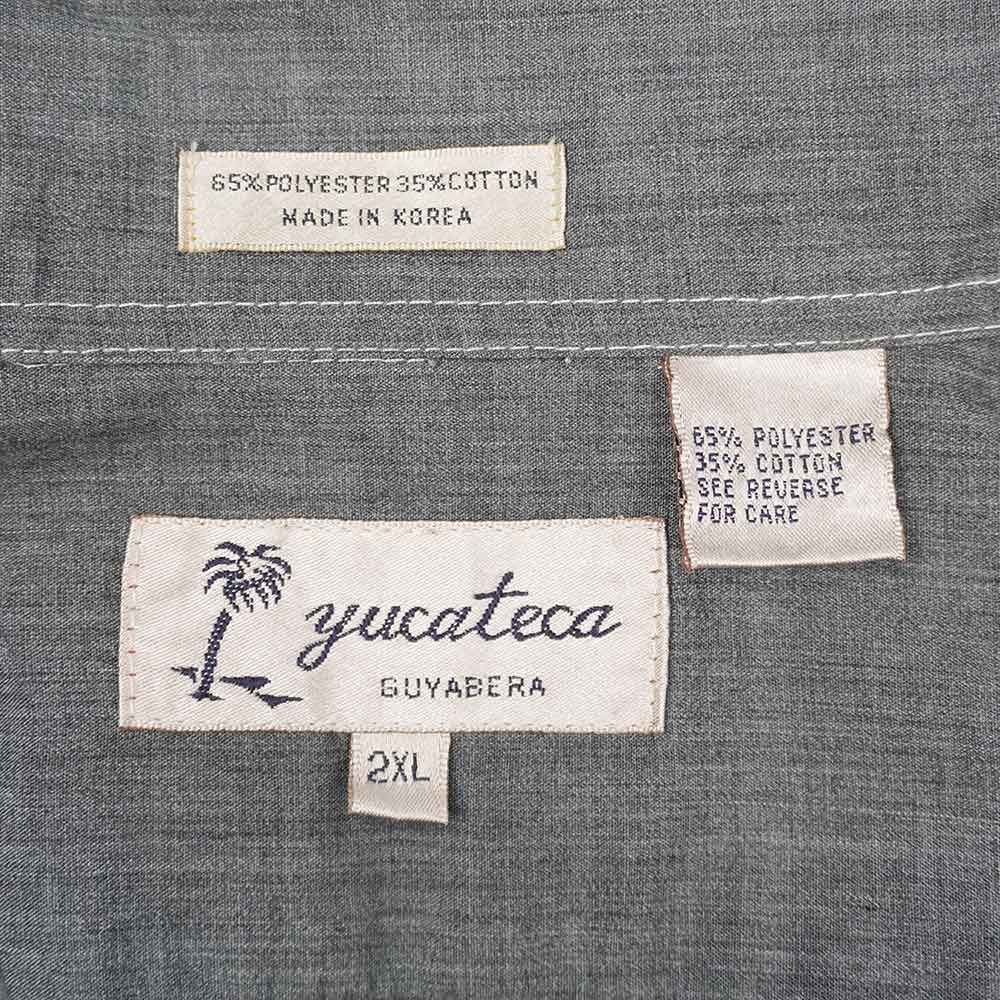 65%POLYESTER 35%COTTON
MADE IN KOREA
65% POLYESTER
35% COTTON
SEE REVERSE
FOR CARE
yucateca
GUYABERA
2XL